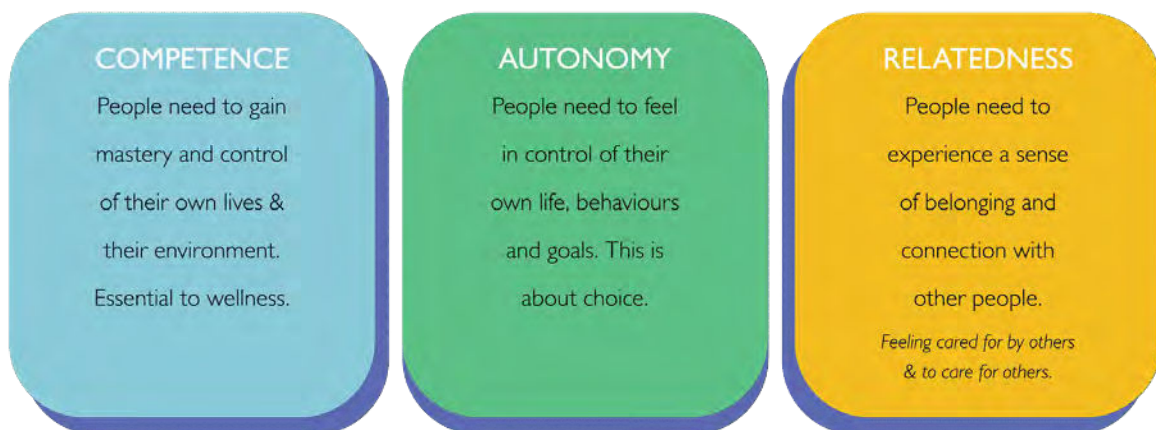 COMPETENCE
People need to gain
mastery and control
of their own lives &
their environment.
Essential to wellness.
AUTONOMY
People need to feel
in control of their
own life, behaviours
and goals. This is
about choice.
RELATEDNESS
People need to
experience a sense
of belonging and
connection with
other people.
Feeling cared for by others
& to care for others.